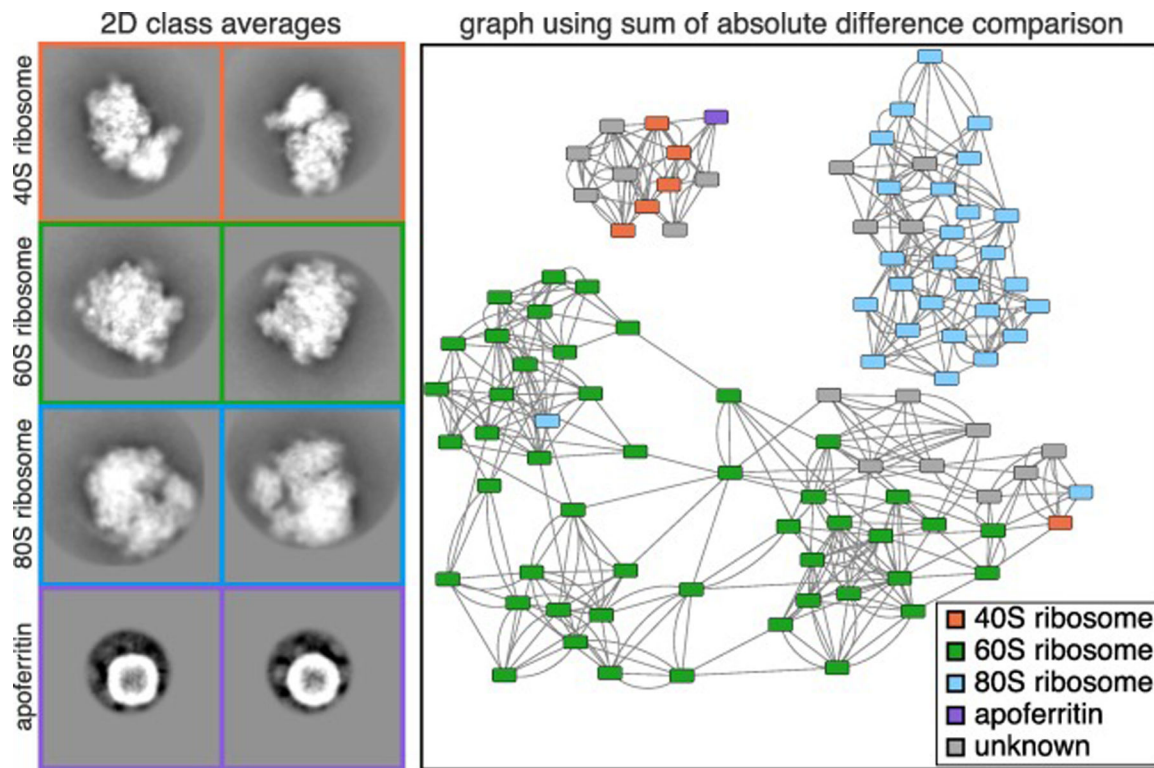 2D class averages
graph using sum of absolute difference comparison
40S ribosome
60S ribosome
80S ribosome
apoferritin
40S ribosome
60S ribosome
80S ribosome
apoferritin
unknown